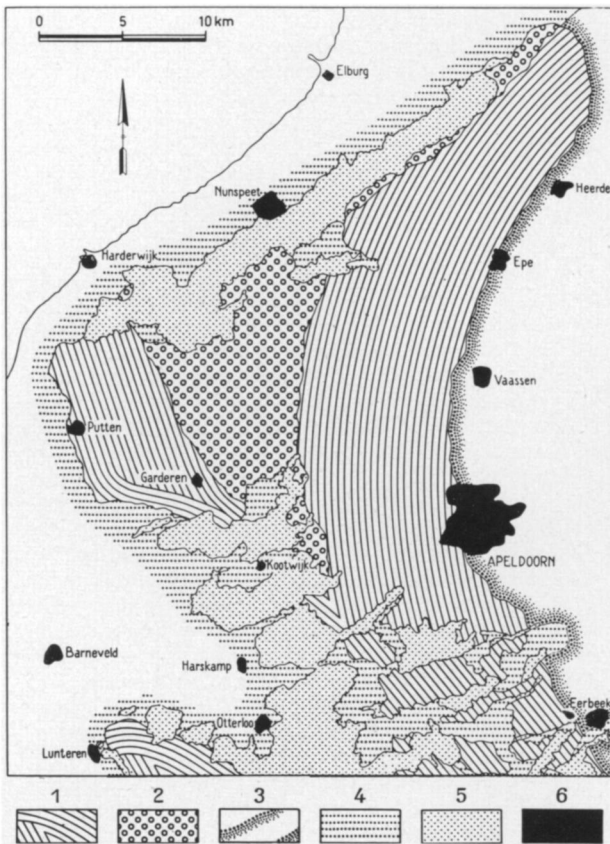 0 5 10 km
Elburg
Nunspeet
Heerde
Harderwijk
Epe
Vaassen
Putten
Garderen
APELDOORN
Kootwijk
Barneveld
Harskamp
Eerbeek
Otterloo
Lunteren
1 2 3 4 5 6